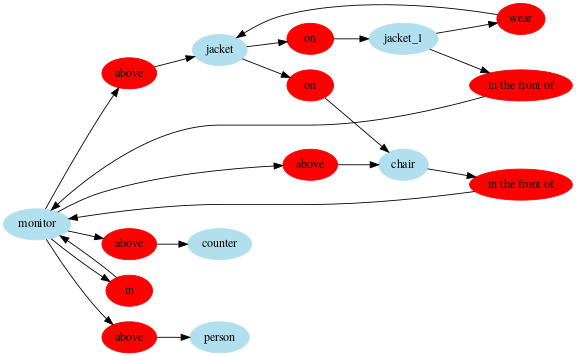 wear
on
jacket_1
jacket
above
on
in the front of
above
chair
in the front of
monitor
above
counter
in
above
person